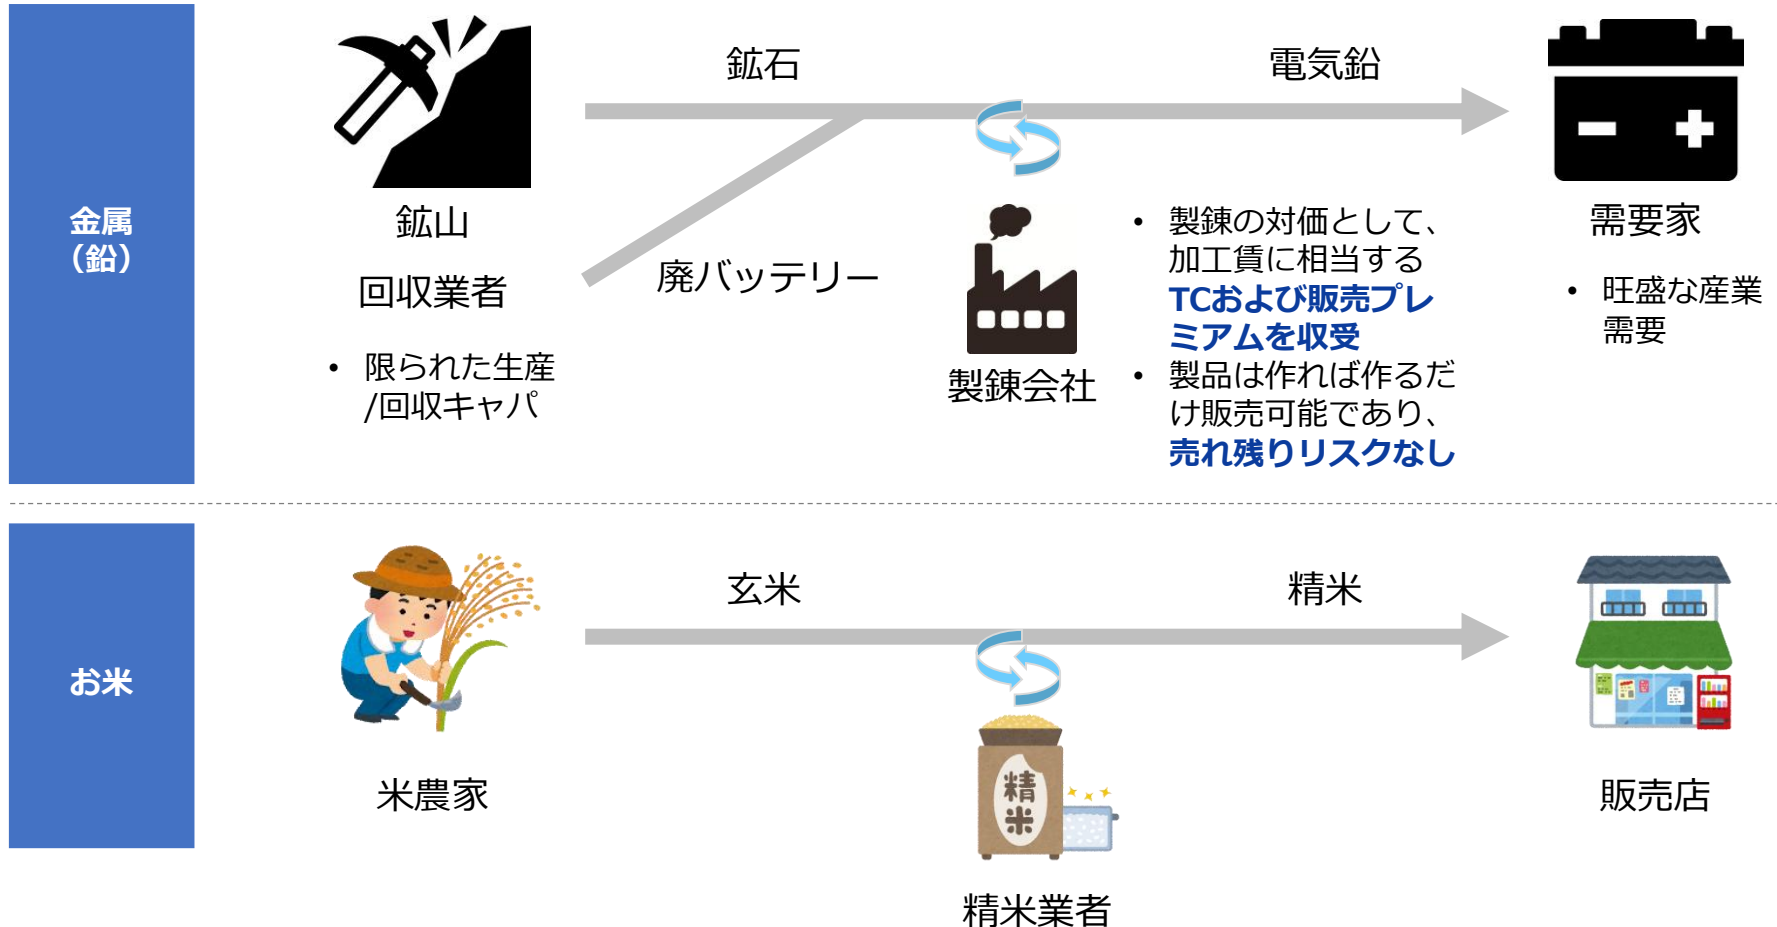 金属
（鉛）
鉱石
電気鉛
鉱山
回収業者
廃バッテリー
• 限られた生産
/回収キャパ
製錬会社
• 製錬の対価として、
加工賃に相当する
TCおよび販売プレ
ミアムを収受
• 製品は作れば作るだ
け販売可能であり、
売れ残りリスクなし
需要家
• 旺盛な産業
需要
お米
玄米
精米
米農家
精米
精米業者
販売店